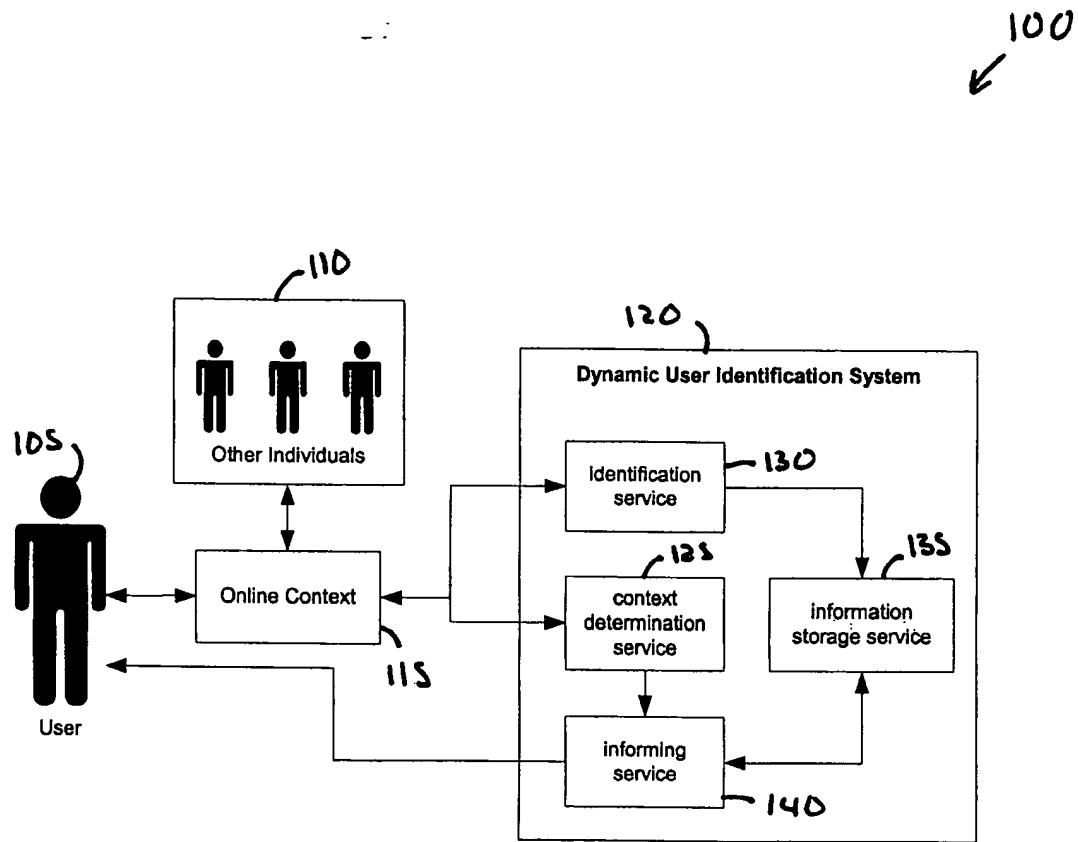 100
110
120
Dynamic User Identification System
105
Other Individuals
identification
service
130
125
135
Online Context
context
determination
service
information
storage service
115
User
informing
service
140